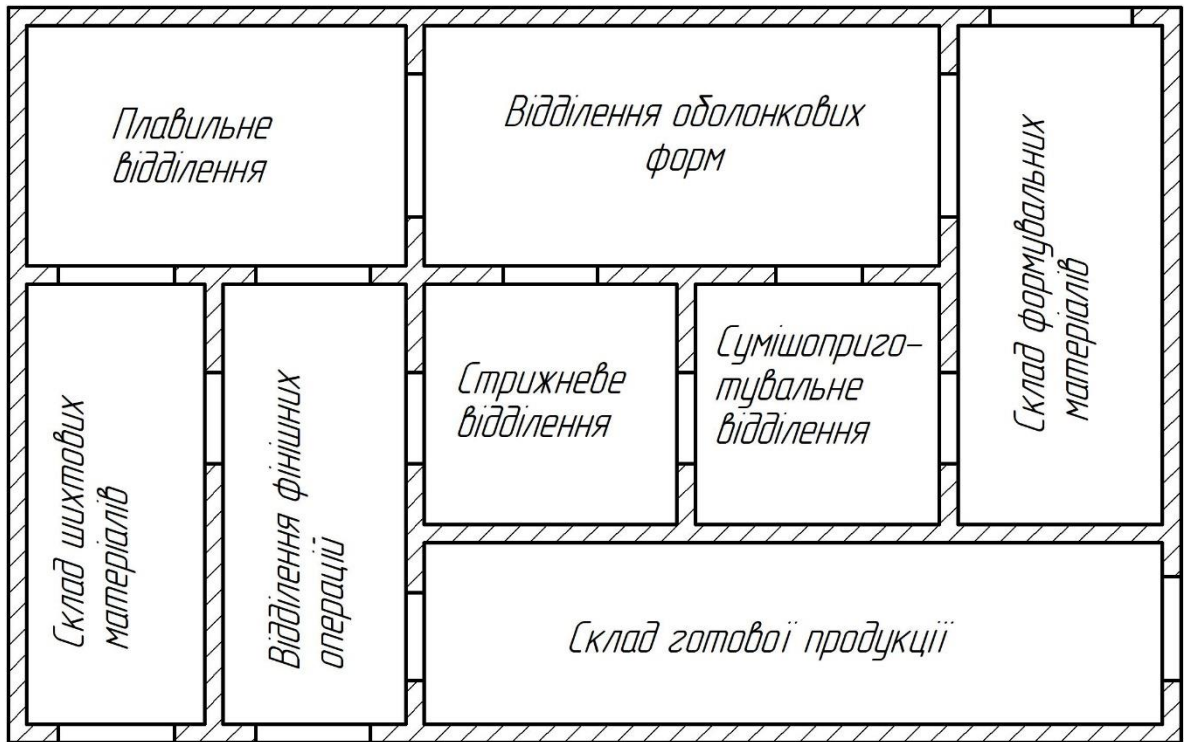 Плавильне
відділення
Відділення оболонкових
форм
Склад формувальних
матеріалів
Склад шихтових
матеріалів
Відділення фінішних
операцій
Стрижневе
відділення
Сумішоприго-
тувальне
відділення
Склад готової продукції